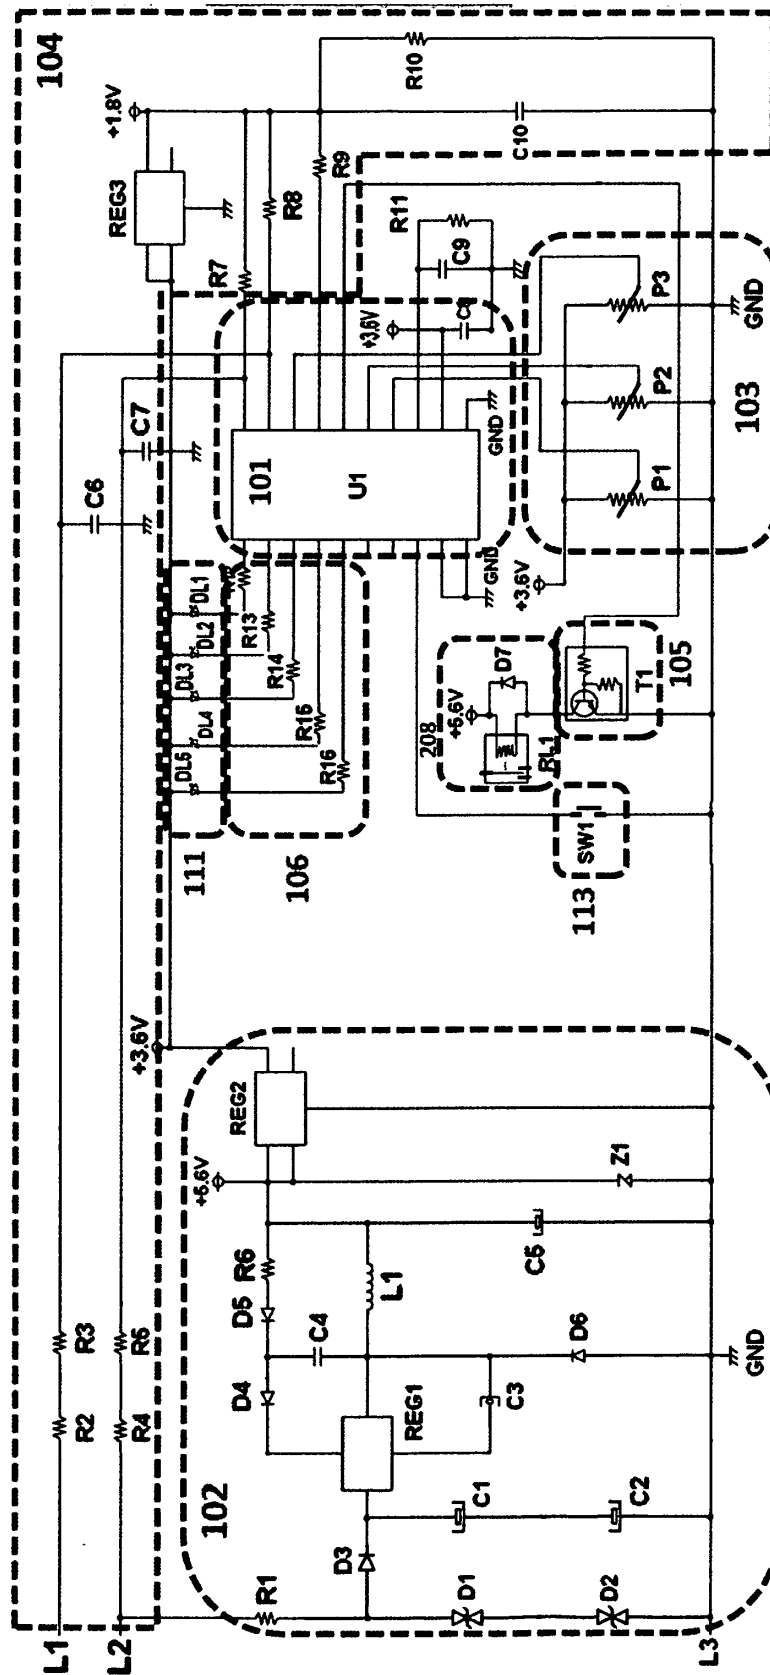 104
+1.8V
R10
C10
REG3
R9
R8
R7
R11
C9
C8
+3.6V
P3
GND
P2
P1
103
C7
C6
101
U1
GND
GND
+3.6V
DL1
DL2
DL3
DL4
DL5
R13
R14
R15
R16
111
106
D7
+5.6V
208
RL1
T1
105
SW1
113
+3.6V
REG2
+5.6V
Z1
R6
D5
L1
C5
C4
D4
D6
REG1
C3
GND
R3
R5
R2
R4
102
C1
C2
D3
R1
D1
D2
L1
L2
L3